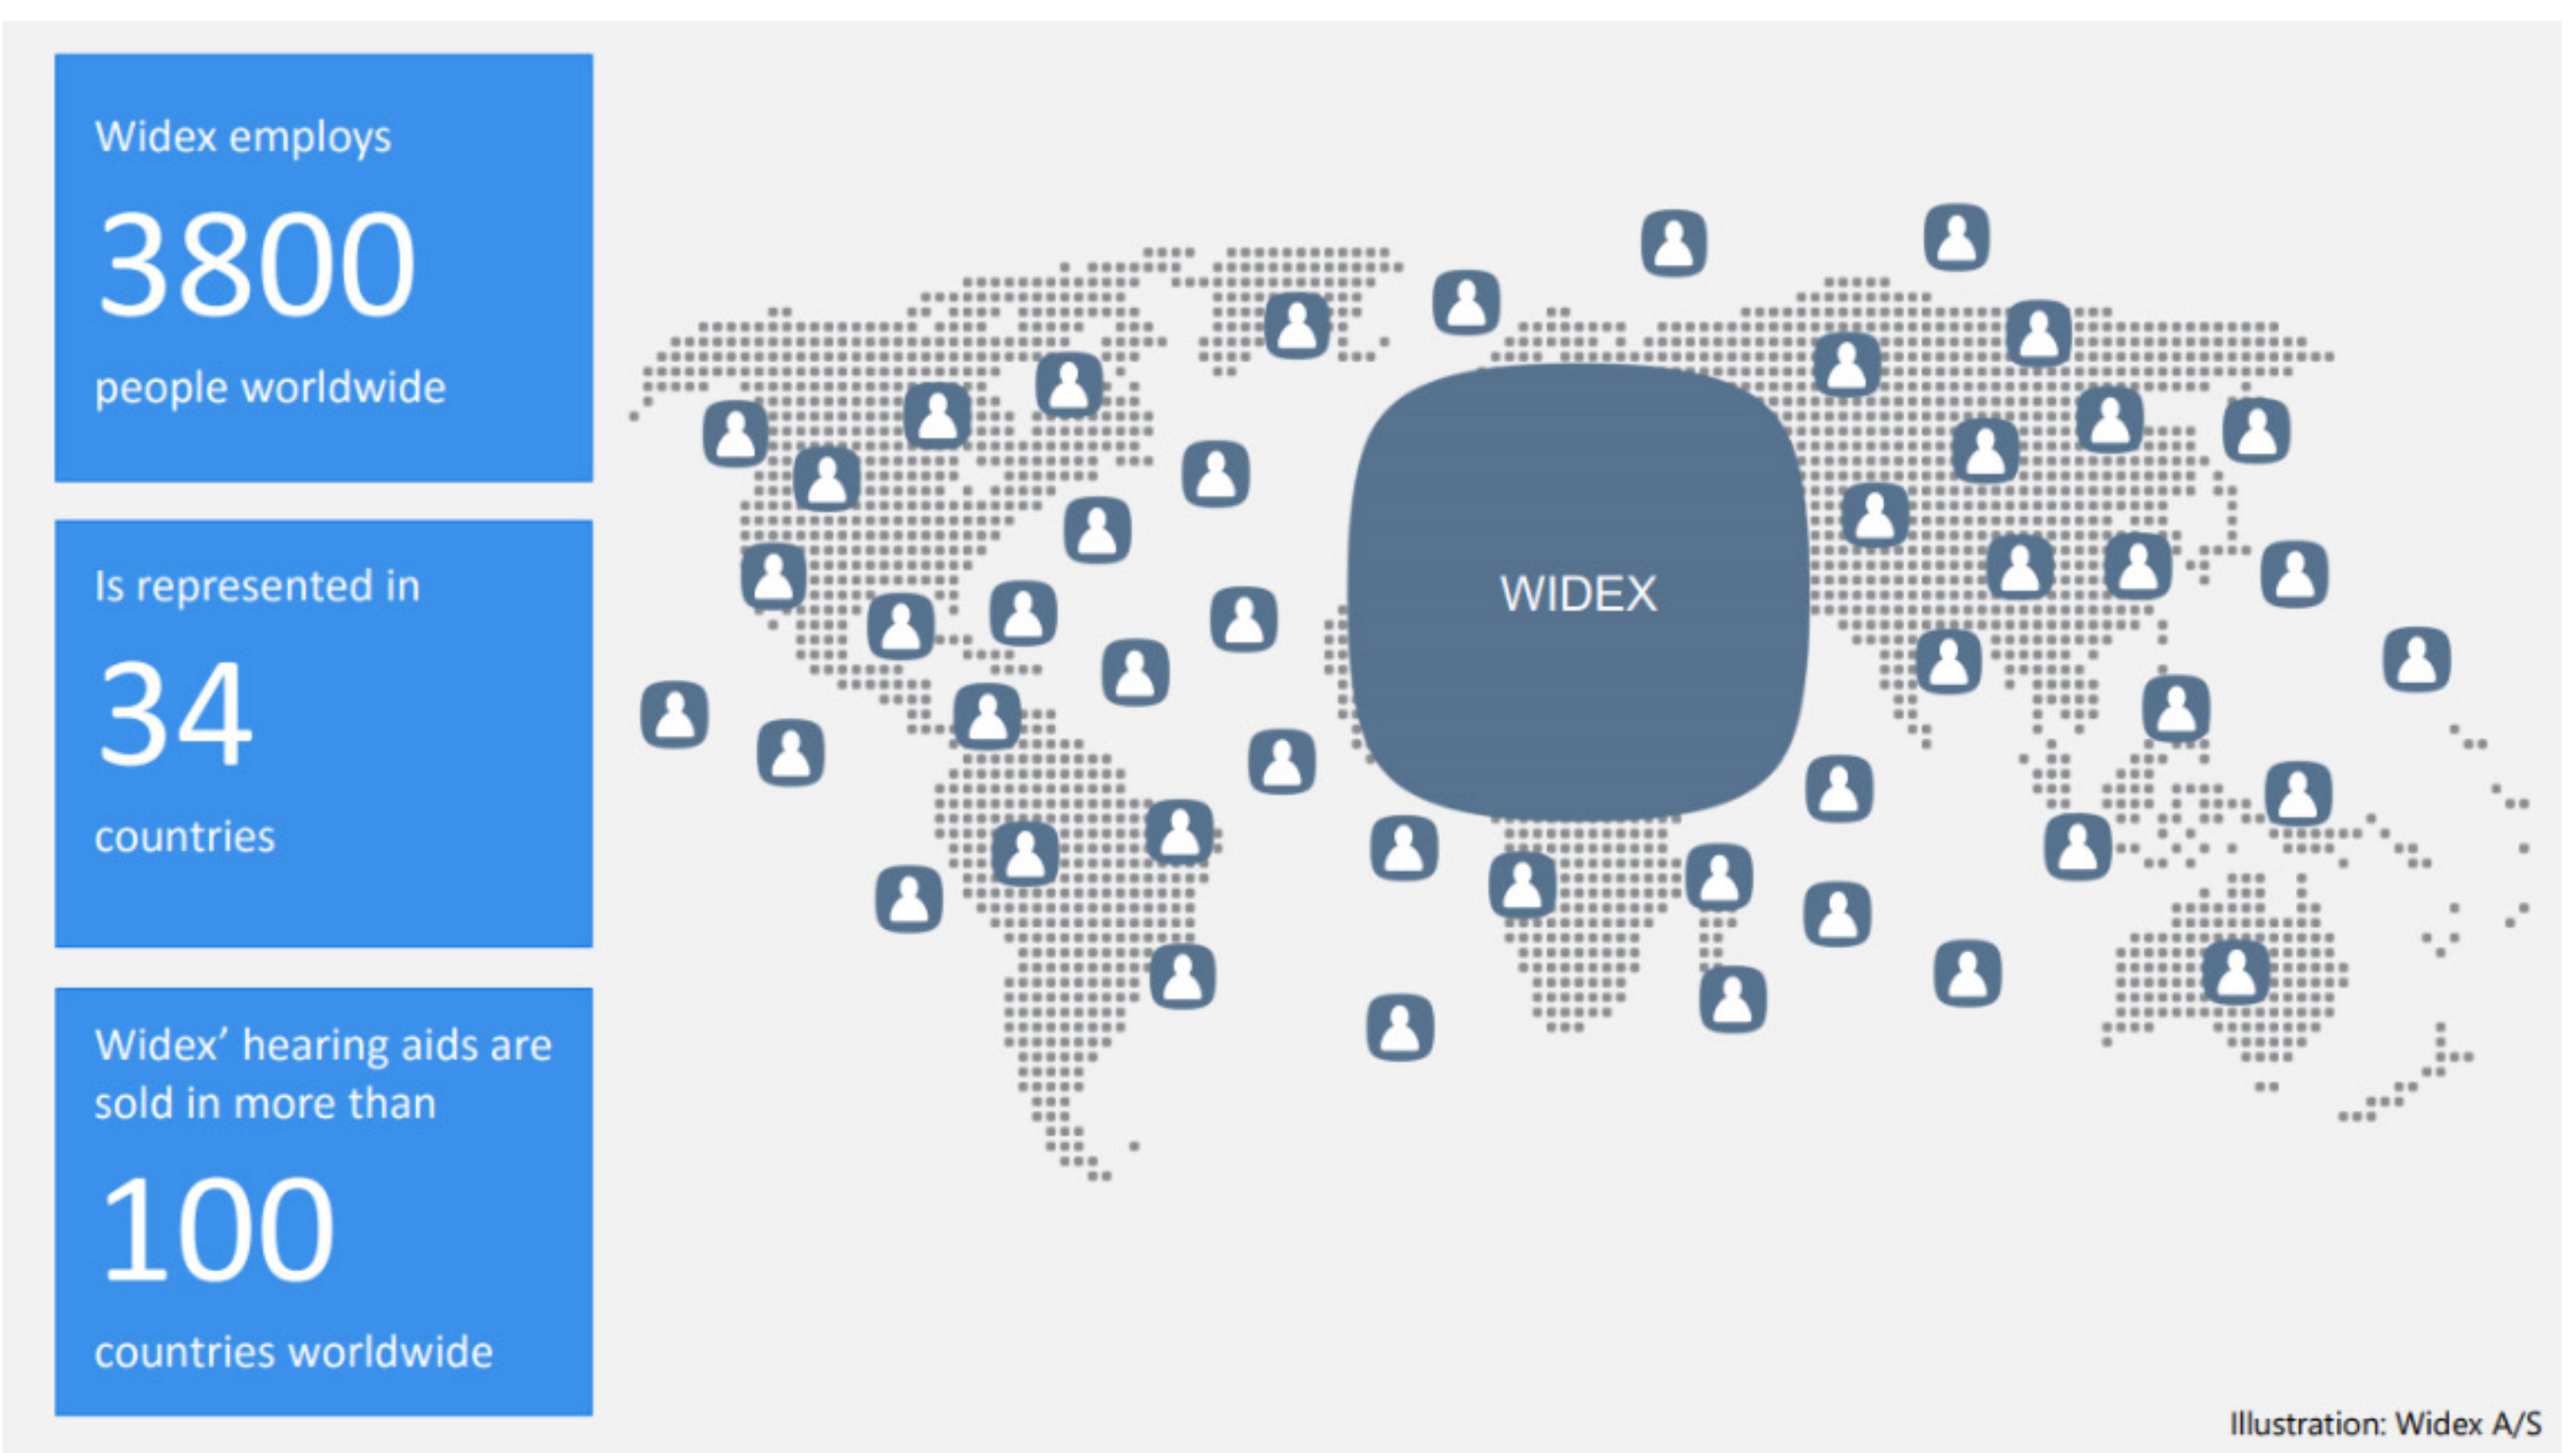 Widex employs
3800
people worldwide
Is represented in
34
countries
Widex’ hearing aids are
sold in more than
100
countries worldwide
WIDEX
Illustration: Widex A/S